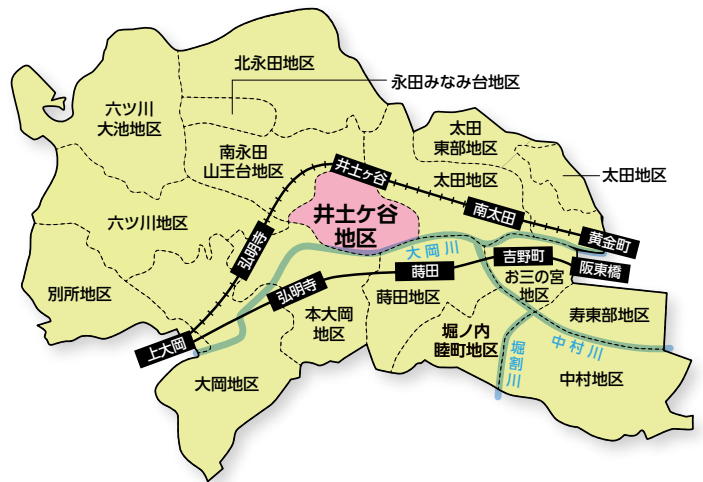 北永田地区
永田みなみ台地区
六ツ川
大池地区
太田
東部地区
南永田
山王台地区
井土ヶ谷
太田地区
太田地区
井土ケ谷
地区
南太田
六ツ川地区
弘明寺
黄金町
大岡川
吉野町
阪東橋
蒔田
お三の宮
地区
別所地区
弘明寺
蒔田地区
本大岡
地区
寿東部地区
堀ノ内
睦町地区
上大岡
堀割川
中村川
大岡地区
中村地区